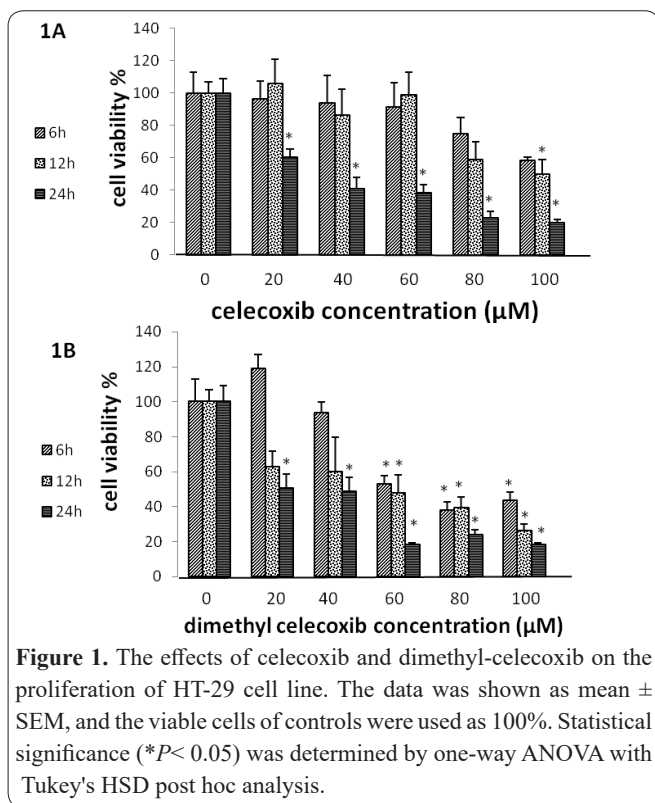 1A
140
120
100
80
60
40
20
0
cell viability %
6h
12h
24h
*
*
*
*
*
*
0 20 40 60 80 100
celecoxib concentration (µM)
1B
140
120
100
80
60
40
20
0
cell viability %
6h
12h
24h
*
*
* *
*
* *
*
*
*
*
0 20 40 60 80 100
dimethyl celecoxib concentration (µM)
Figure 1. The effects of celecoxib and dimethyl-celecoxib on the
proliferation of HT-29 cell line. The data was shown as mean ±
SEM, and the viable cells of controls were used as 100%. Statistical
significance (*P< 0.05) was determined by one-way ANOVA with
Tukey's HSD post hoc analysis.